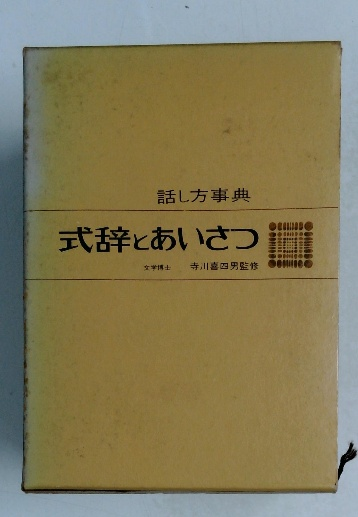 話し方事典
式辞とあいさつ
文学博士 寺川喜四男監修